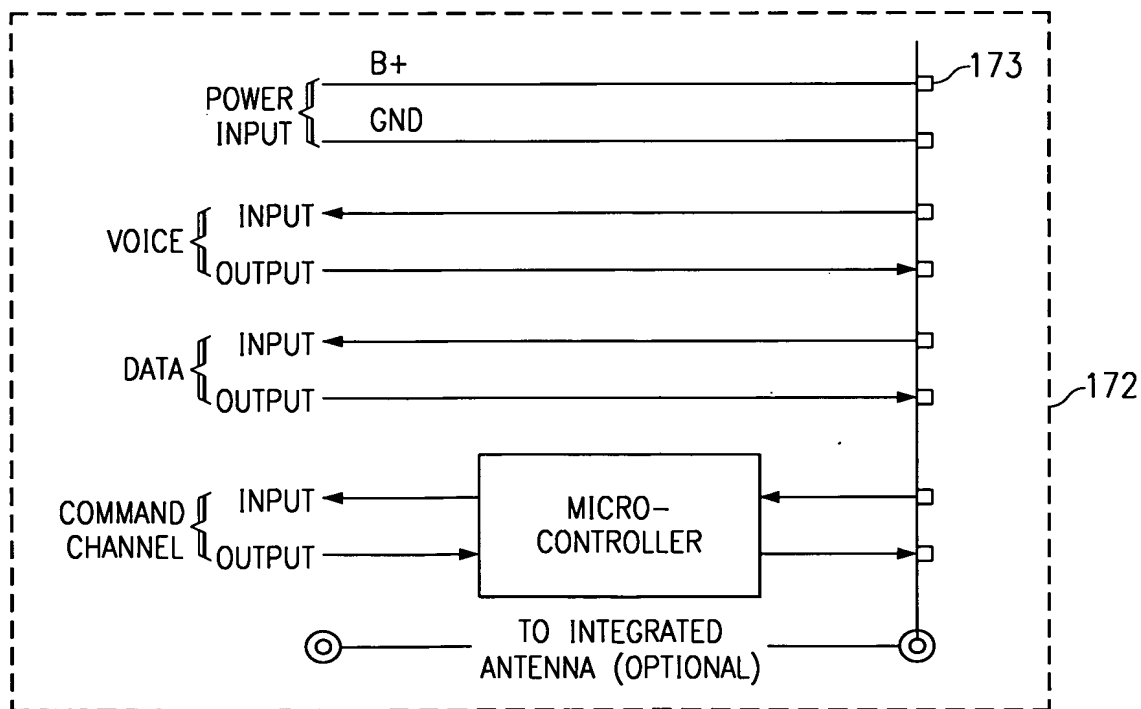 B+
173
POWER
INPUT
GND
INPUT
VOICE
OUTPUT
INPUT
DATA
OUTPUT
172
INPUT
COMMAND
CHANNEL
OUTPUT
MICRO-
CONTROLLER
TO INTEGRATED
ANTENNA (OPTIONAL)